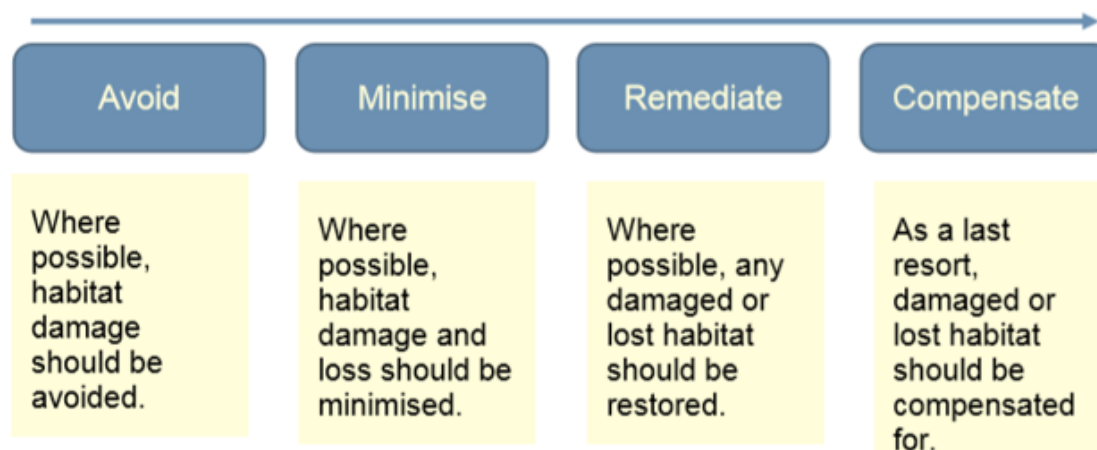 Avoid
Minimise
Remediate
Compensate
Where
possible,
habitat
damage
should be
avoided.
Where
possible,
habitat
damage and
loss should be
minimised.
Where
possible, any
damaged or
lost habitat
should be
restored.
As a last
resort,
damaged or
lost habitat
should be
compensated
for.